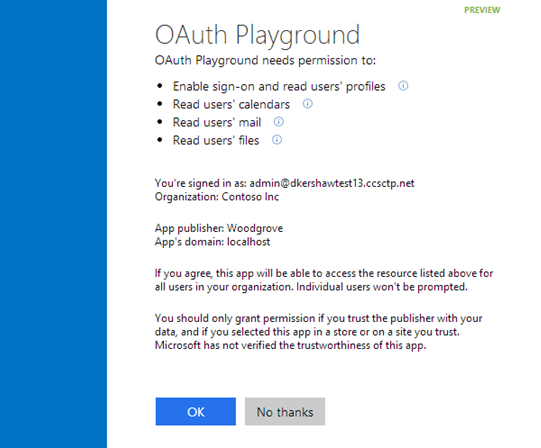 PREVIEW
OAuth Playground
OAuth Playground needs permission to:
• Enable sign-on and read users' profiles
• Read users' calendars
• Read users' mail
• Read users' files
You're signed in as: admin@dkershawtest13.ccsctp.net
Organization: Contoso Inc
App publisher: Woodgrove
App's domain: localhost
If you agree, this app will be able to access the resource listed above for
all users in your organization. Individual users won't be prompted.
You should only grant permission if you trust the publisher with your
data, and if you selected this app in a store or on a site you trust.
Microsoft has not verified the trustworthiness of this app.
OK
No thanks